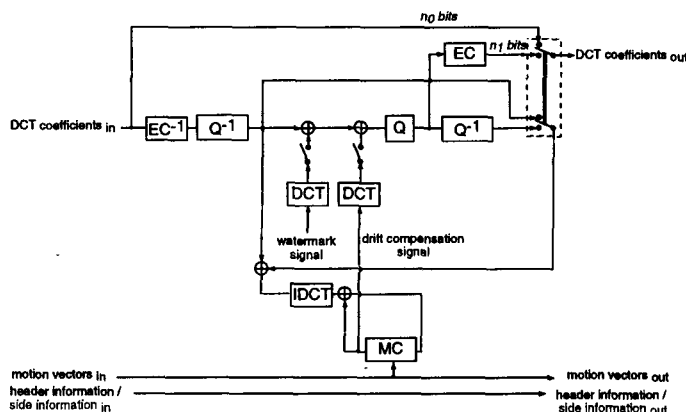 n0 bits
n1 bits
EC
DCT coefficients out
DCT coefficients in
EC-1
Q-1
Q
Q-1
DCT
DCT
watermark
signal
drift compensation
signal
IDCT
MC
motion vectors in
motion vectors out
header information /
side information in
header information /
side information out